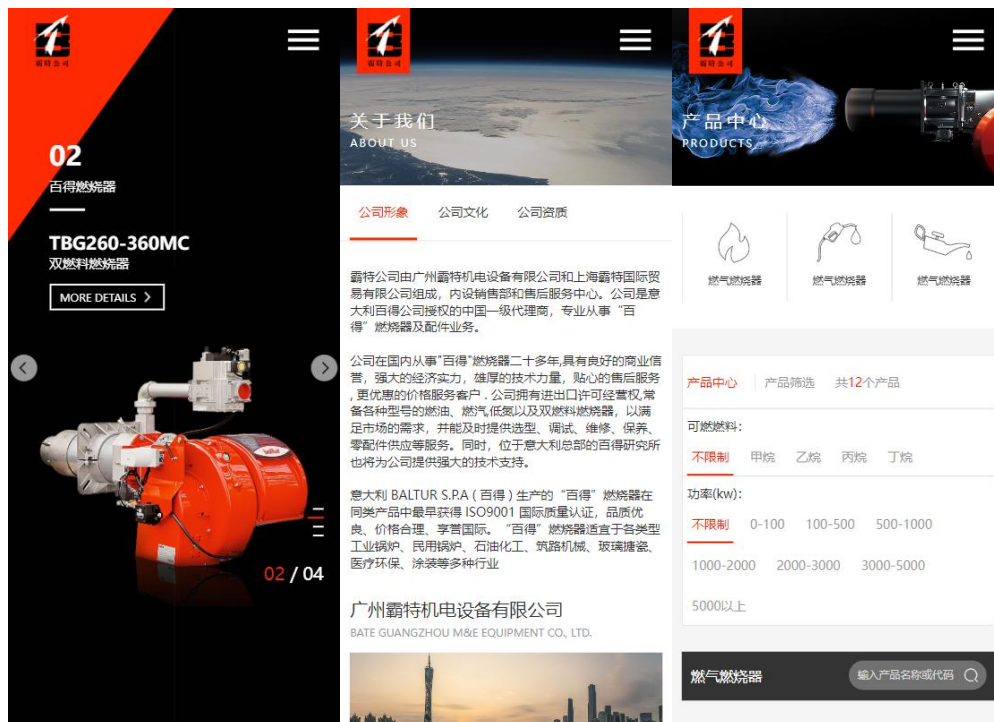 霸特公司
02
百得燃烧器
TBG260-360MC
双燃料燃烧器
MORE DETAILS
baltur
02 / 04
霸特公司
关于我们
ABOUT US
公司形象 公司文化 公司资质
霸特公司由广州霸特机电设备有限公司和上海霸特国际贸
易有限公司组成，内设销售部和售后服务中心。公司是意
大利百得公司授权的中国一级代理商，专业从事“百
得”燃烧器及配件业务。
公司在国内从事"百得"燃烧器二十多年,具有良好的商业信
誉，强大的经济实力，雄厚的技术力量，贴心的售后服务
, 更优惠的价格服务客户 . 公司拥有进出口许可经营权,常
备各种型号的燃油、燃汽,低氮以及双燃料燃烧器，以满
足市场的需求，并能及时提供选型、调试、维修、保养、
零配件供应等服务。同时，位于意大利总部的百得研究所
也将为公司提供强大的技术支持。
意大利 BALTUR S.P.A ( 百得 ) 生产的“百得”燃烧器在
同类产品中最早获得 ISO9001 国际质量认证，品质优
良、价格合理、享誉国际。“百得”燃烧器适宜于各类型
工业锅炉、民用锅炉、石油化工、筑路机械、玻璃搪瓷、
医疗环保、涂装等多种行业
广州霸特机电设备有限公司
BATE GUANGZHOU M&E EQUIPMENT CO., LTD.
霸特公司
产品中心
PRODUCTS
燃气燃烧器 燃气燃烧器 燃气燃烧器
产品中心 产品筛选 共12个产品
可燃燃料：
不限制 甲烷 乙烷 丙烷 丁烷
功率(kw)：
不限制 0-100 100-500 500-1000
1000-2000 2000-3000 3000-5000
5000以上
燃气燃烧器 输入产品名称或代码